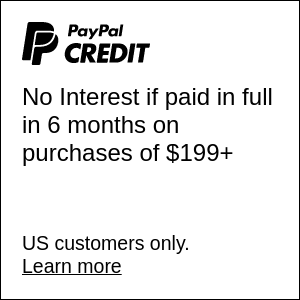 PayPal
CREDIT
No Interest if paid in full
in 6 months on
purchases of $199+
US customers only.
Learn more